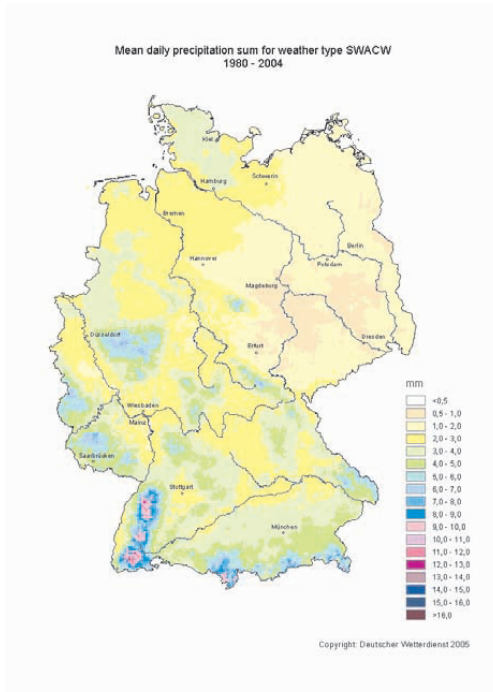 Mean daily precipitation sum for weather type SWACW
1980 - 2004
Kiel
Schwerin
Hamburg
Bremen
Berlin
Hannover
Potsdam
Magdeburg
Düsseldorf
Dresden
Erfurt
Wiesbaden
Mainz
Saarbrücken
Stuttgart
München
mm
<0,5
0,5 - 1,0
1,0 - 2,0
2,0 - 3,0
3,0 - 4,0
4,0 - 5,0
5,0 - 6,0
6,0 - 7,0
7,0 - 8,0
8,0 - 9,0
9,0 - 10,0
10,0 - 11,0
11,0 - 12,0
12,0 - 13,0
13,0 - 14,0
14,0 - 15,0
15,0 - 16,0
>16,0
Copyright: Deutscher Wetterdienst 2005